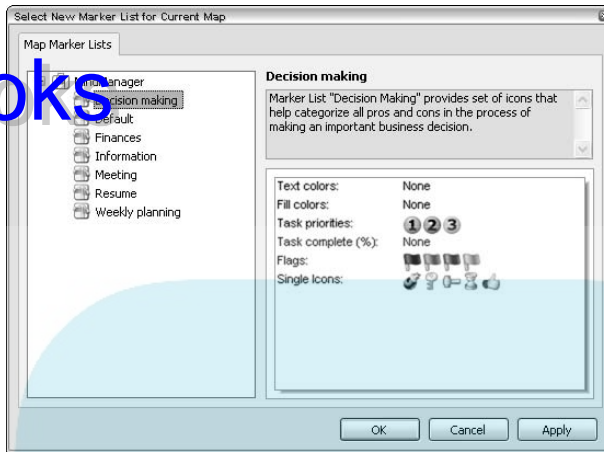 Select New Marker List for Current Map
Map Marker Lists
oks
Manager
Decision making
Default
Finances
Information
Meeting
Resume
Weekly planning
Decision making
Marker List "Decision Making" provides set of icons that
help categorize all pros and cons in the process of
making an important business decision.
Text colors: None
Fill colors: None
Task priorities: 1 2 3
Task complete (%): None
Flags:
Single Icons:
OK Cancel Apply